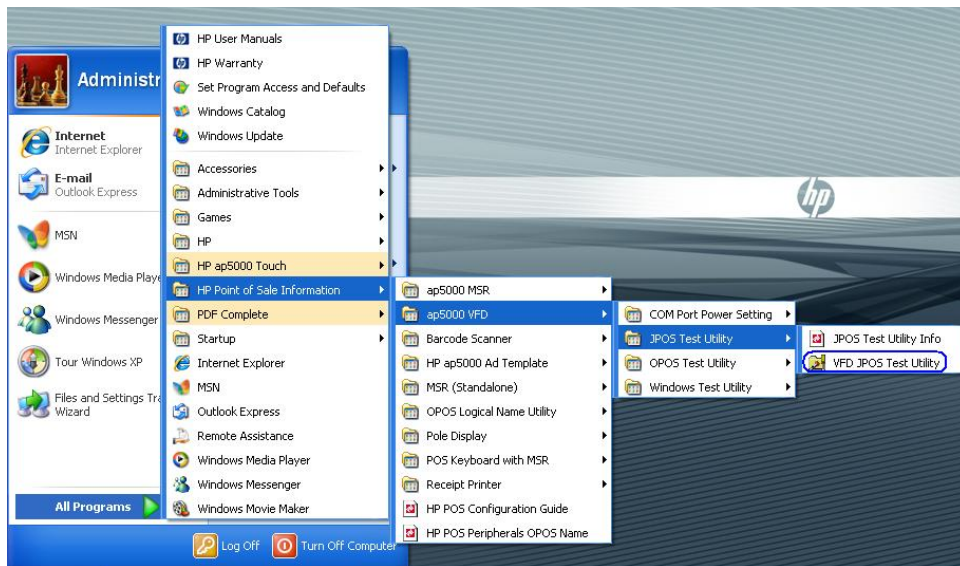 Administr
Internet
Internet Explorer
E-mail
Outlook Express
MSN
Windows Media Playe
Windows Messenger
Tour Windows XP
Files and Settings Tra
Wizard
All Programs
Log Off
Turn Off Computer
HP User Manuals
HP Warranty
Set Program Access and Defaults
Windows Catalog
Windows Update
Accessories
Administrative Tools
Games
HP
HP ap5000 Touch
HP Point of Sale Information
PDF Complete
Startup
Internet Explorer
MSN
Outlook Express
Remote Assistance
Windows Media Player
Windows Messenger
Windows Movie Maker
ap5000 MSR
ap5000 VFD
Barcode Scanner
HP ap5000 Ad Template
MSR (Standalone)
OPOS Logical Name Utility
Pole Display
POS Keyboard with MSR
Receipt Printer
HP POS Configuration Guide
HP POS Peripherals OPOS Name
COM Port Power Setting
JPOS Test Utility
OPOS Test Utility
Windows Test Utility
JPOS Test Utility Info
VFD JPOS Test Utility
hp